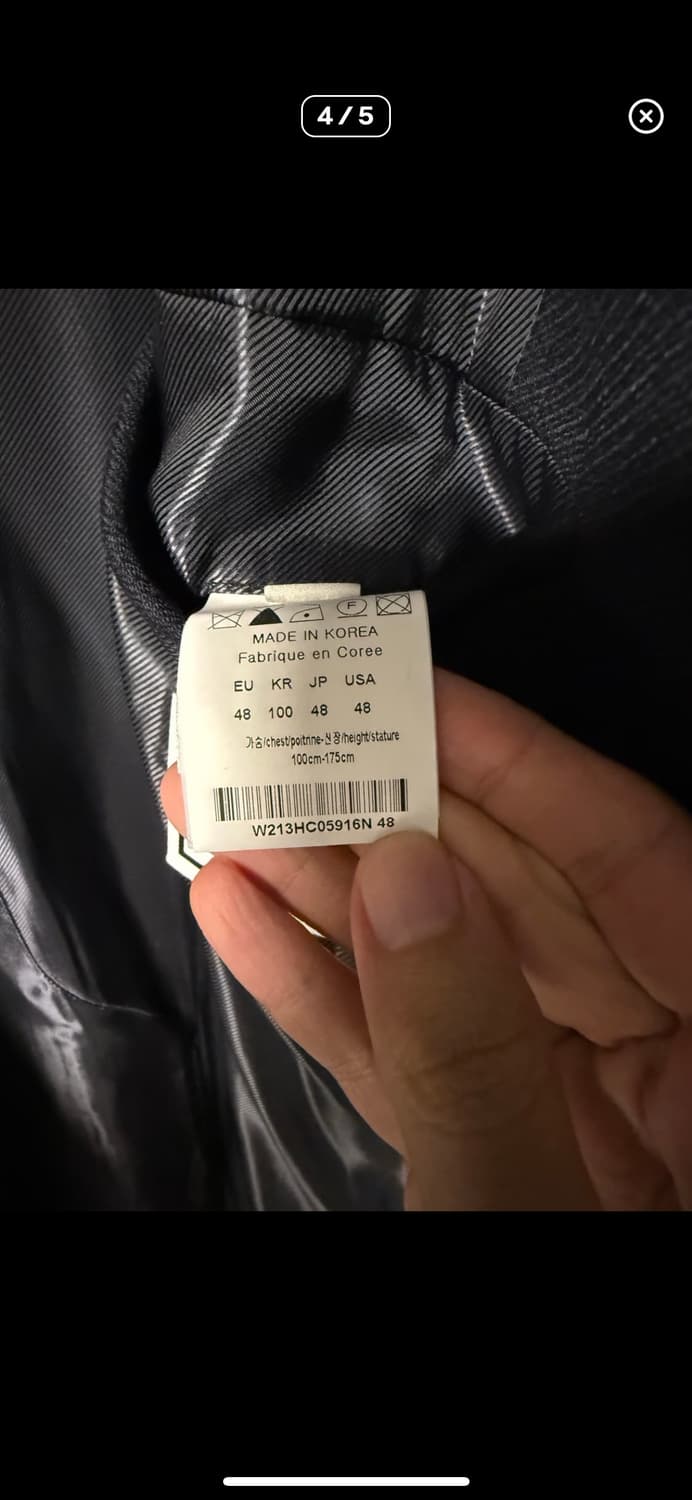 4/5
MADE IN KOREA
Fabrique en Coree
EU KR JP USA
48 100 48 48
가슴/chest/poitrine-신장/height/stature
100cm-175cm
W213HC05916N 48